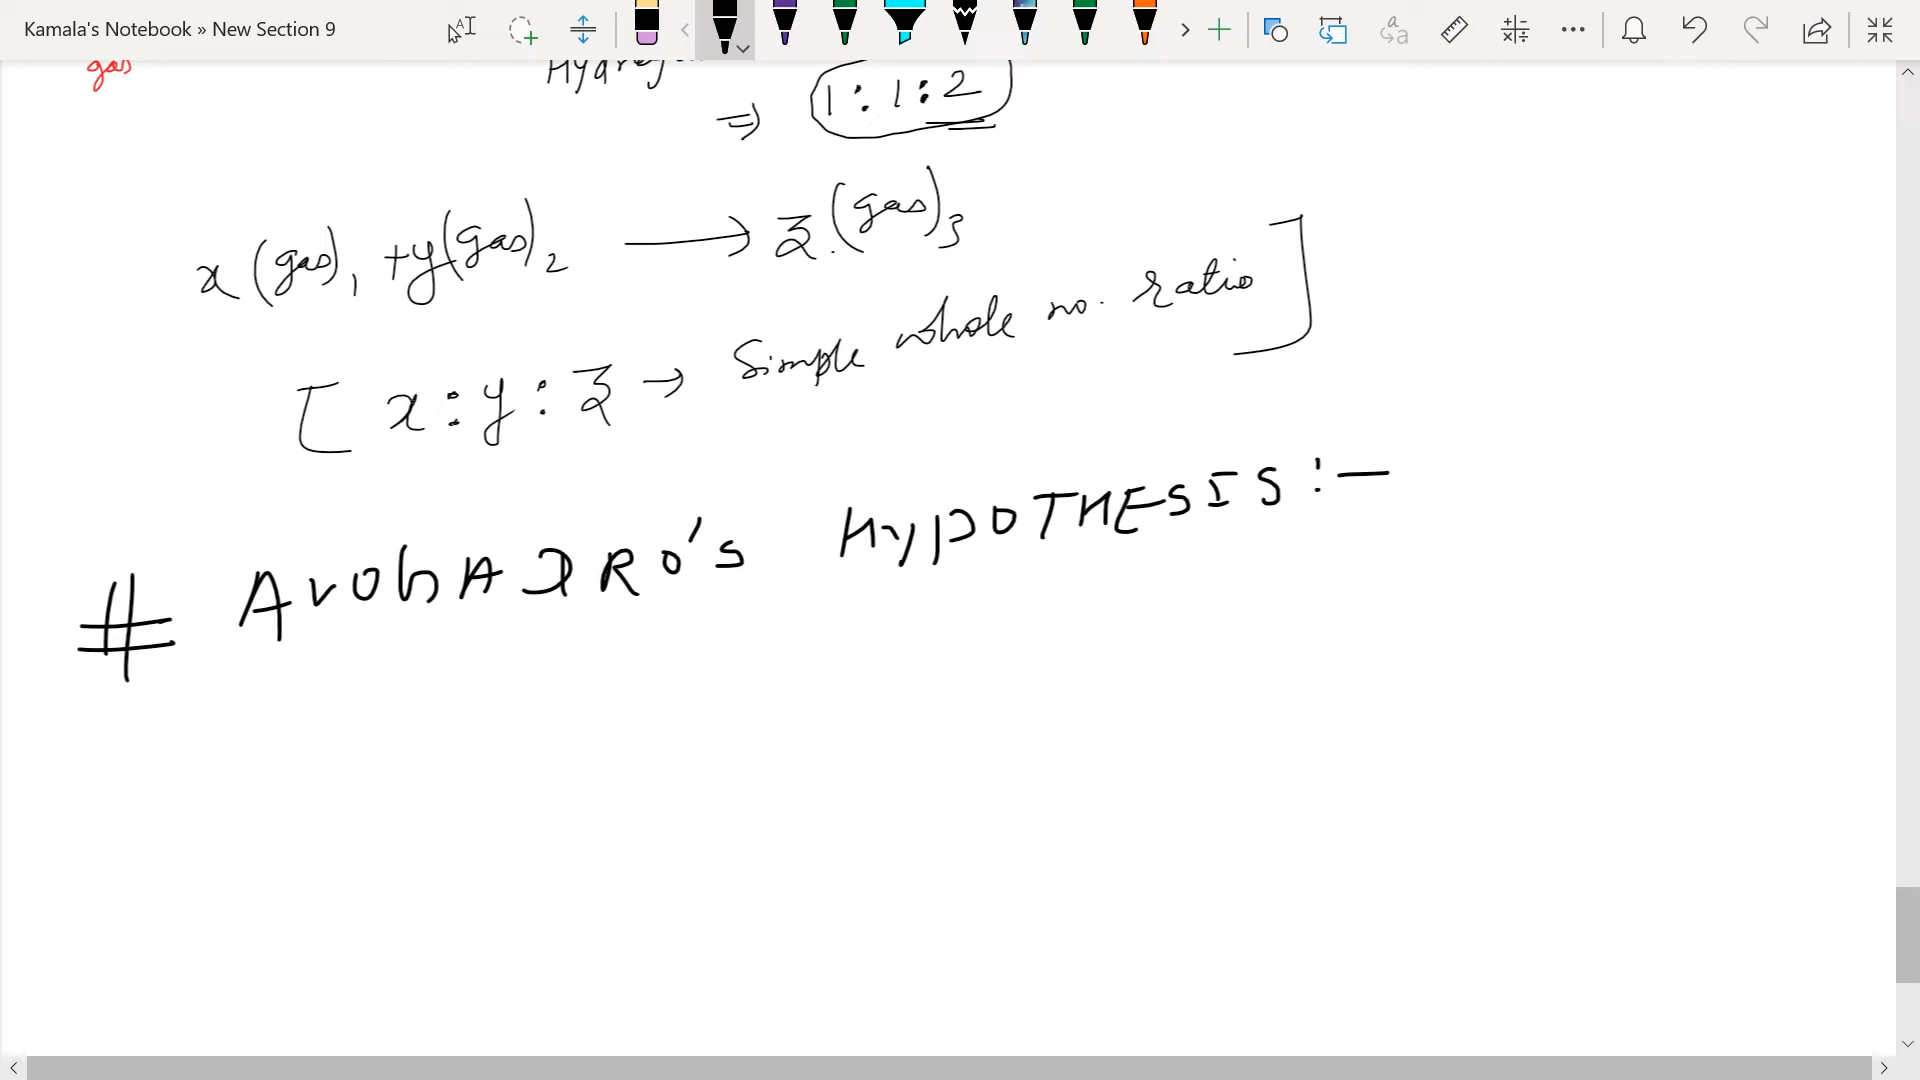 Kamala's Notebook » New Section 9
gas
⇒ 1:1:2
x (gas)₁ + y(gas)₂ ⟶ z.(gas)₃
[ x : y : z → Simple whole no. ratio ]
# AVOGADRO's HYPOTHESIS :—